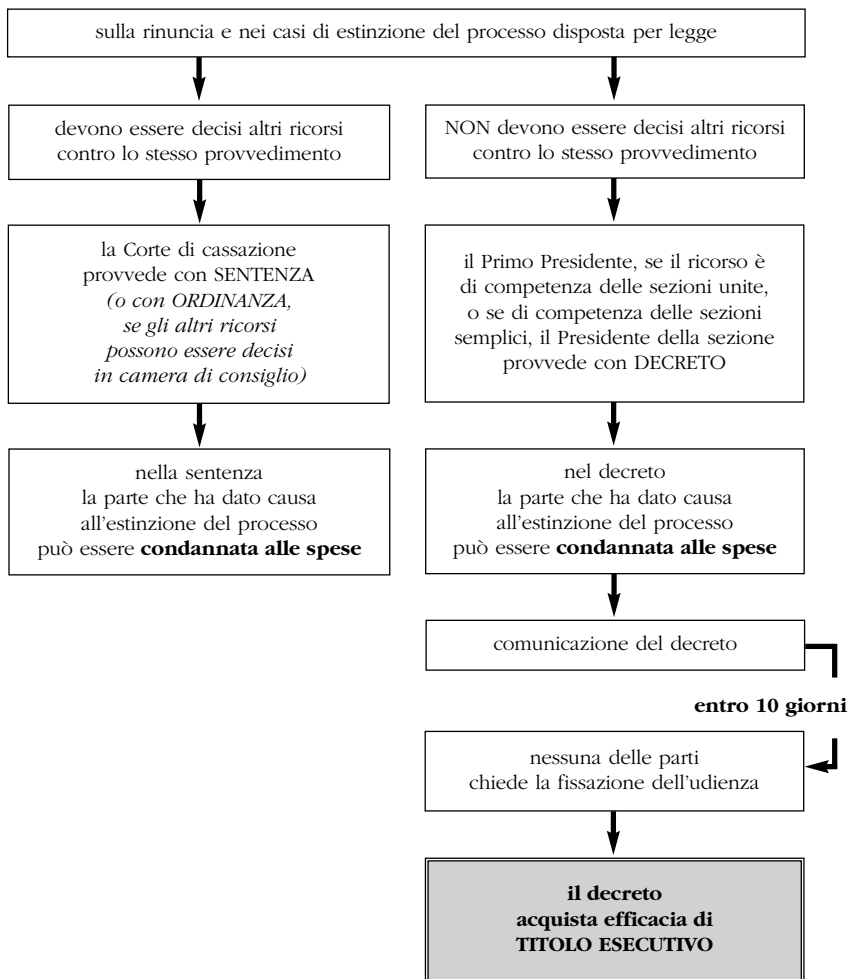 sulla rinuncia e nei casi di estinzione del processo disposta per legge
devono essere decisi altri ricorsi
contro lo stesso provvedimento
NON devono essere decisi altri ricorsi
contro lo stesso provvedimento
la Corte di cassazione
provvede con SENTENZA
(o con ORDINANZA,
se gli altri ricorsi
possono essere decisi
in camera di consiglio)
il Primo Presidente, se il ricorso è
di competenza delle sezioni unite,
o se di competenza delle sezioni
semplici, il Presidente della sezione
provvede con DECRETO
nella sentenza
la parte che ha dato causa
all'estinzione del processo
può essere condannata alle spese
nel decreto
la parte che ha dato causa
all'estinzione del processo
può essere condannata alle spese
comunicazione del decreto
entro 10 giorni
nessuna delle parti
chiede la fissazione dell'udienza
il decreto
acquista efficacia di
TITOLO ESECUTIVO